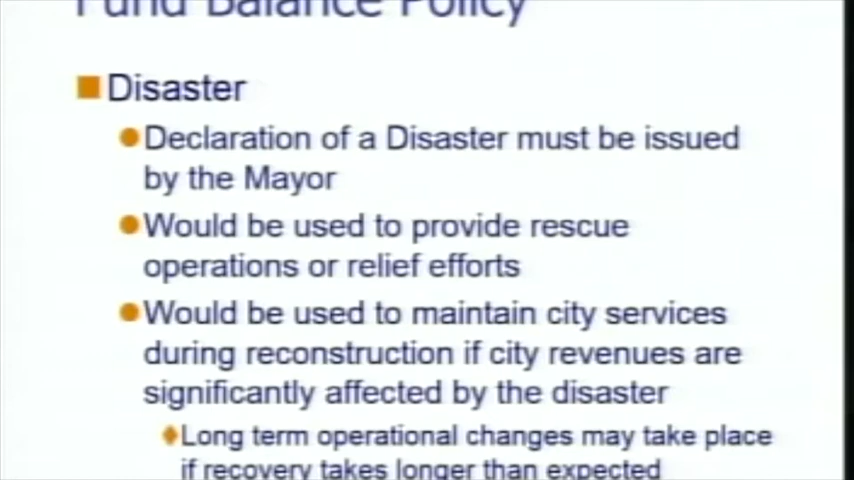 Fund Balance Policy
Disaster
Declaration of a Disaster must be issued
by the Mayor
Would be used to provide rescue
operations or relief efforts
Would be used to maintain city services
during reconstruction if city revenues are
significantly affected by the disaster
Long term operational changes may take place
if recovery takes longer than expected